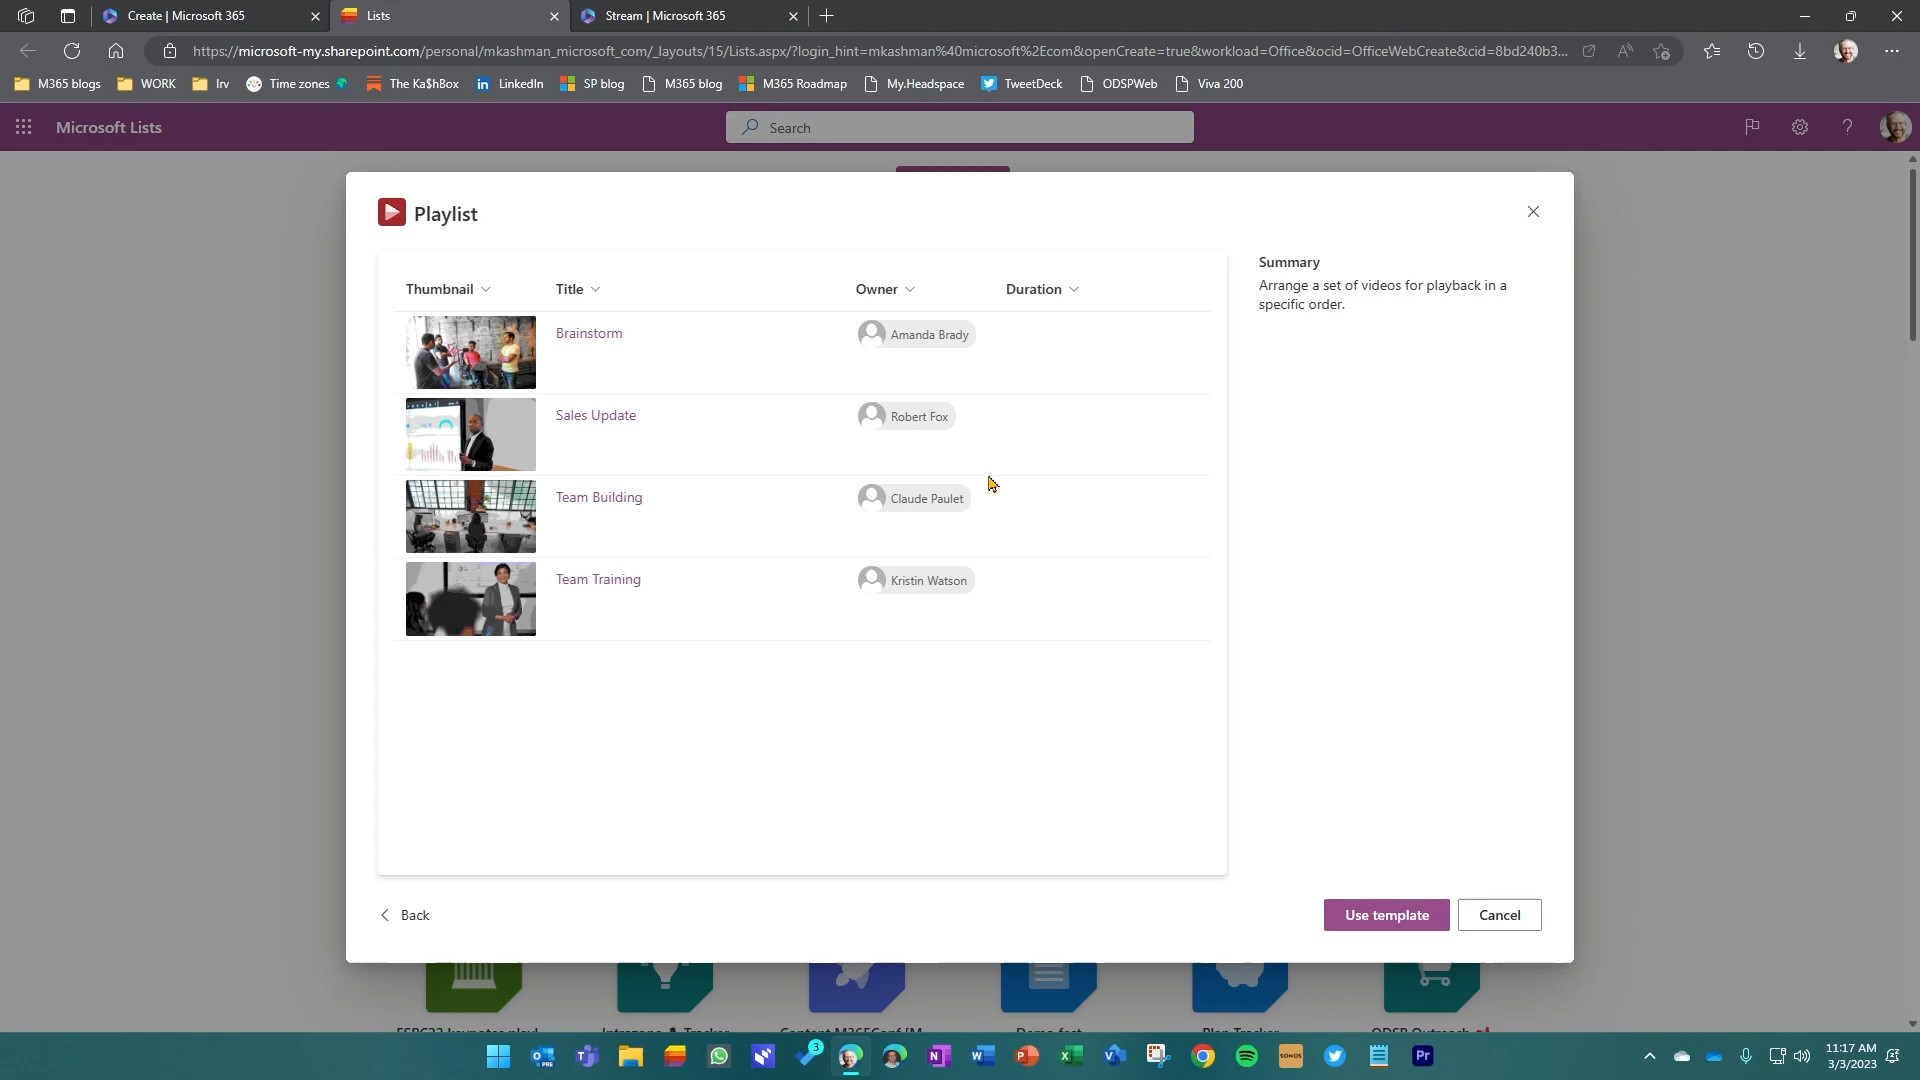 Create | Microsoft 365
Lists
Stream | Microsoft 365
https://microsoft-my.sharepoint.com/personal/mkashman_microsoft_com/_layouts/15/Lists.aspx/?login_hint=mkashman%40microsoft%2Ecom&openCreate=true&workload=Office&ocid=OfficeWebCreate&cid=8bd240b3...
M365 blogs
WORK
Irv
Time zones
The Ka$hBox
LinkedIn
SP blog
M365 blog
M365 Roadmap
My.Headspace
TweetDeck
ODSPWeb
Viva 200
Microsoft Lists
Search
Playlist
Thumbnail
Title
Owner
Duration
Brainstorm
Amanda Brady
Sales Update
Robert Fox
Team Building
Claude Paulet
Team Training
Kristin Watson
Summary
Arrange a set of videos for playback in a
specific order.
Back
Use template
Cancel
3
SONOS
11:17 AM
3/3/2023